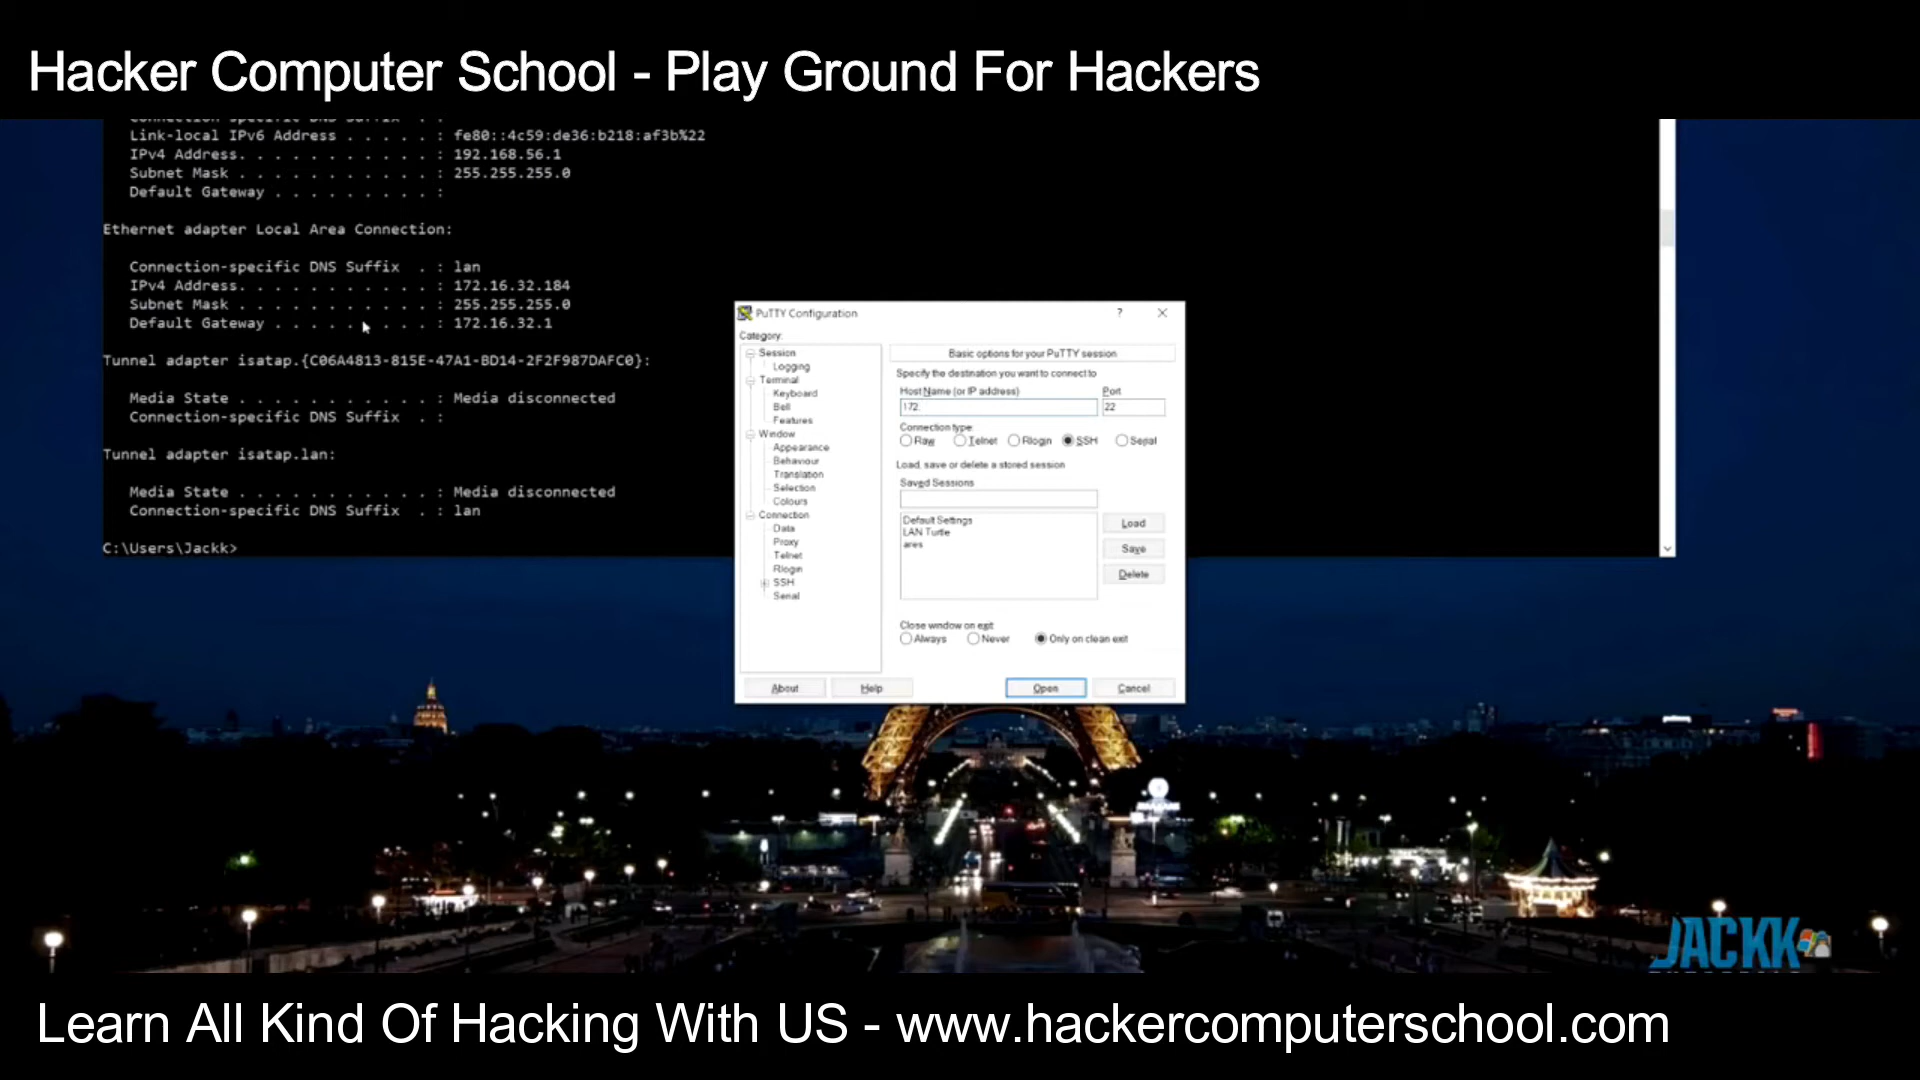 Hacker Computer School - Play Ground For Hackers
Connection-specific DNS Suffix . :
Link-local IPv6 Address . . . . . : fe80::4c59:de36:b218:af3b%22
IPv4 Address. . . . . . . . . . . : 192.168.56.1
Subnet Mask . . . . . . . . . . . : 255.255.255.0
Default Gateway . . . . . . . . . :
Ethernet adapter Local Area Connection:
Connection-specific DNS Suffix . : lan
IPv4 Address. . . . . . . . . . . : 172.16.32.184
Subnet Mask . . . . . . . . . . . : 255.255.255.0
Default Gateway . . . . . . . . . : 172.16.32.1
Tunnel adapter isatap.{C06A4813-815E-47A1-BD14-2F2F987DAFC0}:
Media State . . . . . . . . . . . : Media disconnected
Connection-specific DNS Suffix . :
Tunnel adapter isatap.lan:
Media State . . . . . . . . . . . : Media disconnected
Connection-specific DNS Suffix . : lan
C:\Users\Jackk>
PuTTY Configuration ?
Category:
Session
Logging
Terminal
Keyboard
Bell
Features
Window
Appearance
Behaviour
Translation
Selection
Colours
Connection
Data
Proxy
Telnet
Rlogin
SSH
Serial
Basic options for your PuTTY session
Specify the destination you want to connect to
Host Name (or IP address) Port
172. 22
Connection type:
Raw Telnet Rlogin SSH Serial
Load, save or delete a stored session
Saved Sessions
Default Settings
LAN Turtle
ares
Load
Save
Delete
Close window on exit:
Always Never Only on clean exit
About Help Open Cancel
JACKK
Learn All Kind Of Hacking With US - www.hackercomputerschool.com